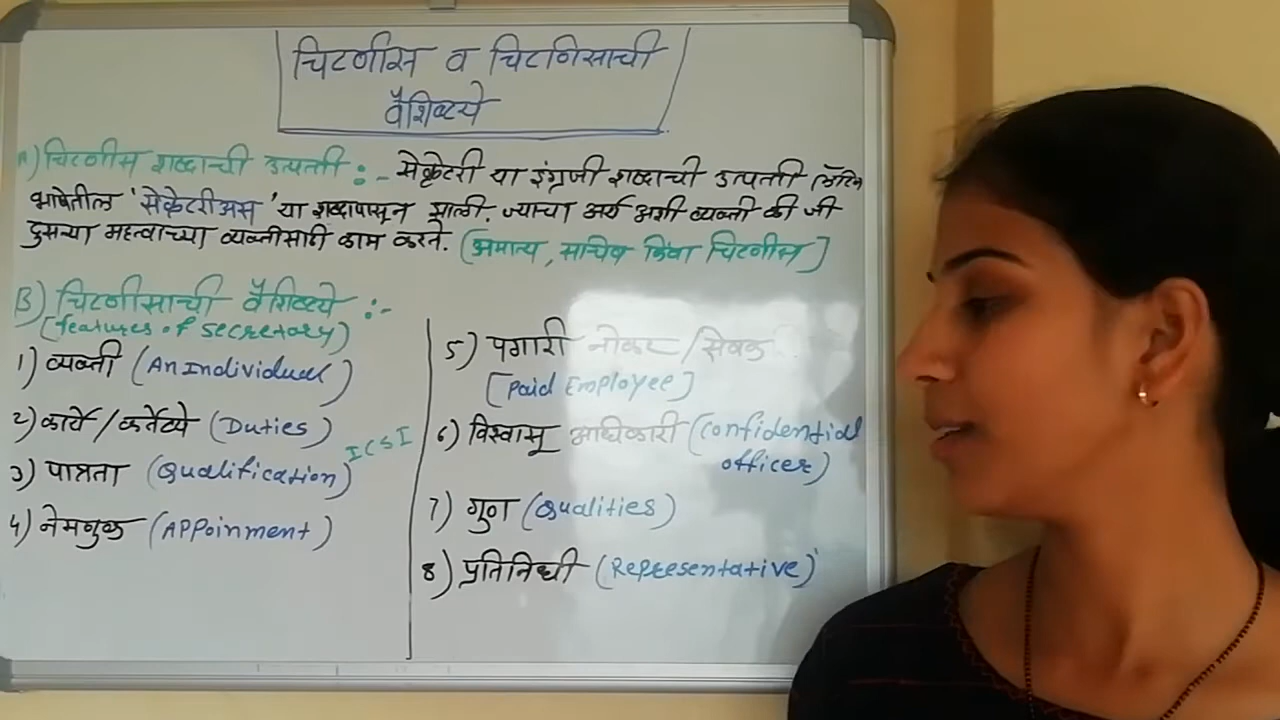 चिटणीस व चिटणिसाची
वैशिष्टये
A) चिटणीस शब्दाची उत्पत्ती :- सेक्रेटरी या इंग्रजी शब्दाची उत्पत्ती लॅटिन
भाषेतील 'सेक्रेटरीअस' या शब्दापासून झाली. ज्याचा अर्थ अशी व्यक्ती की जी
दुसऱ्या महत्वाच्या व्यक्तीसाठी काम करते. [अमात्य, सचिव किंवा चिटणीस]
B) चिटणीसाची वैशिष्टये :-
[features of secretary)
1) व्यक्ती (An Individual)
2) कार्ये / कर्तव्ये (Duties)
3) पात्रता (Qualification) ICSI
4) नेमणुक (APPoinment)
5) पगारी नोकर / सेवक
[Paid Employee]
6) विश्वासू अधिकारी (Confidential
officer)
7) गुण (Qualities)
8) प्रतिनिधी (Representative)